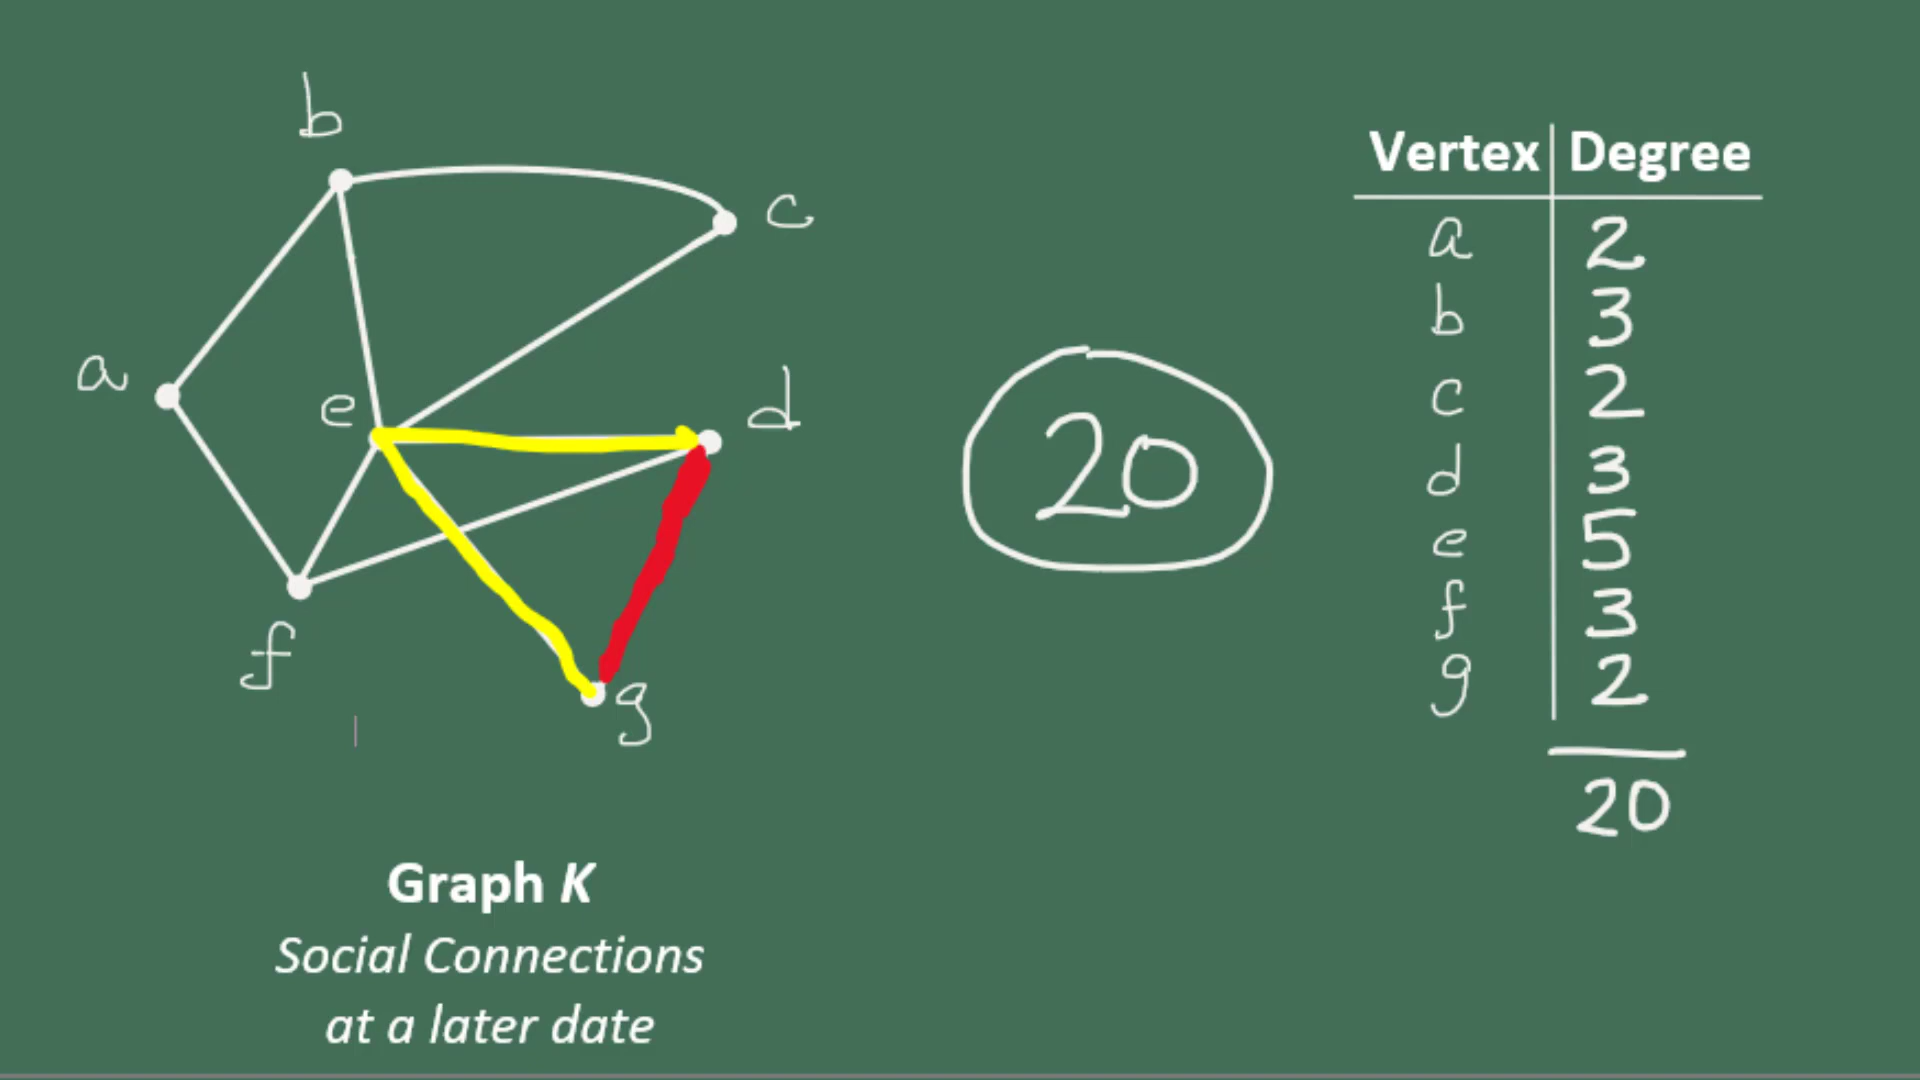 b
c
a
e
d
f
g
20
Vertex Degree
a 2
b 3
c 2
d 3
e 5
f 3
g 2
20
Graph K
Social Connections
at a later date